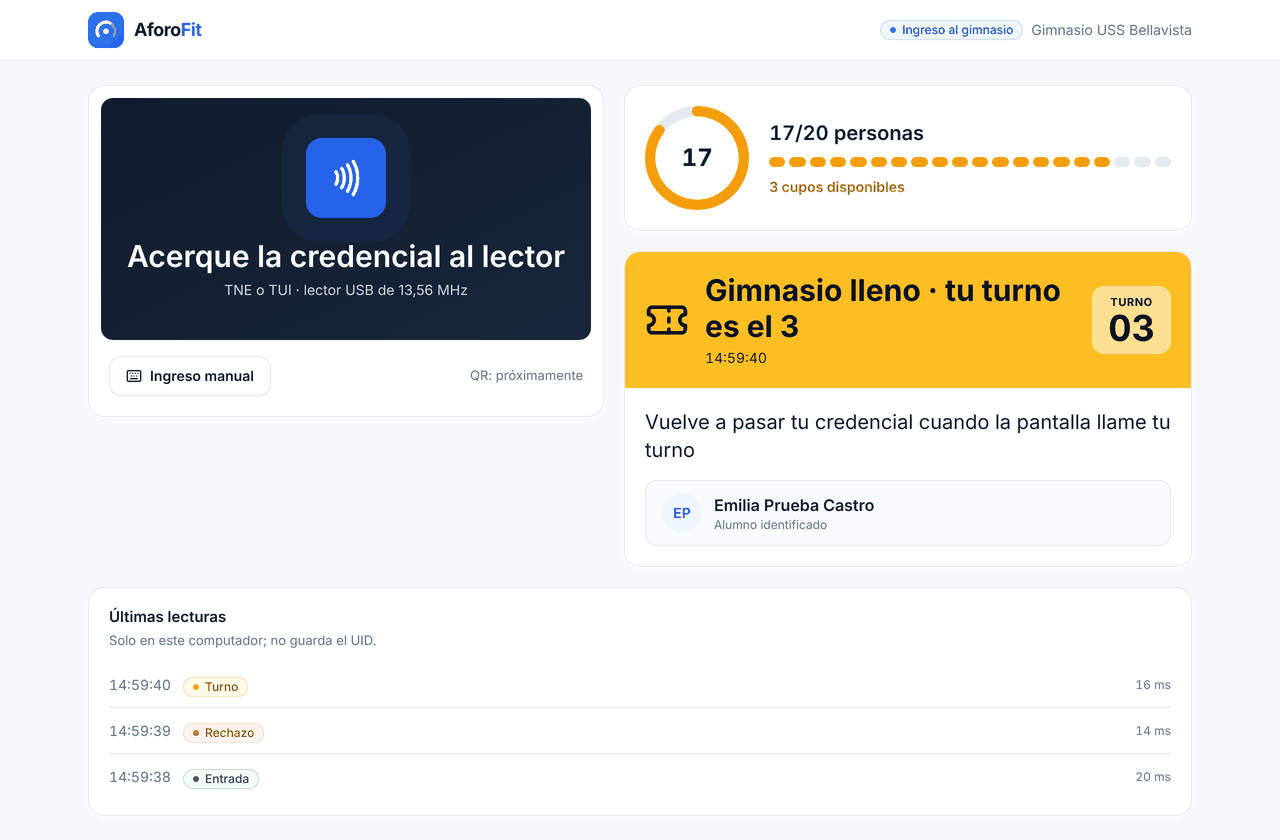 AforoFit
Ingreso al gimnasio
Gimnasio USS Bellavista
Acerque la credencial al lector
TNE o TUI · lector USB de 13,56 MHz
Ingreso manual
QR: próximamente
17
17/20 personas
3 cupos disponibles
Gimnasio lleno · tu turno
es el 3
14:59:40
TURNO
03
Vuelve a pasar tu credencial cuando la pantalla llame tu
turno
EP
Emilia Prueba Castro
Alumno identificado
Últimas lecturas
Solo en este computador; no guarda el UID.
14:59:40 Turno 16 ms
14:59:39 Rechazo 14 ms
14:59:38 Entrada 20 ms